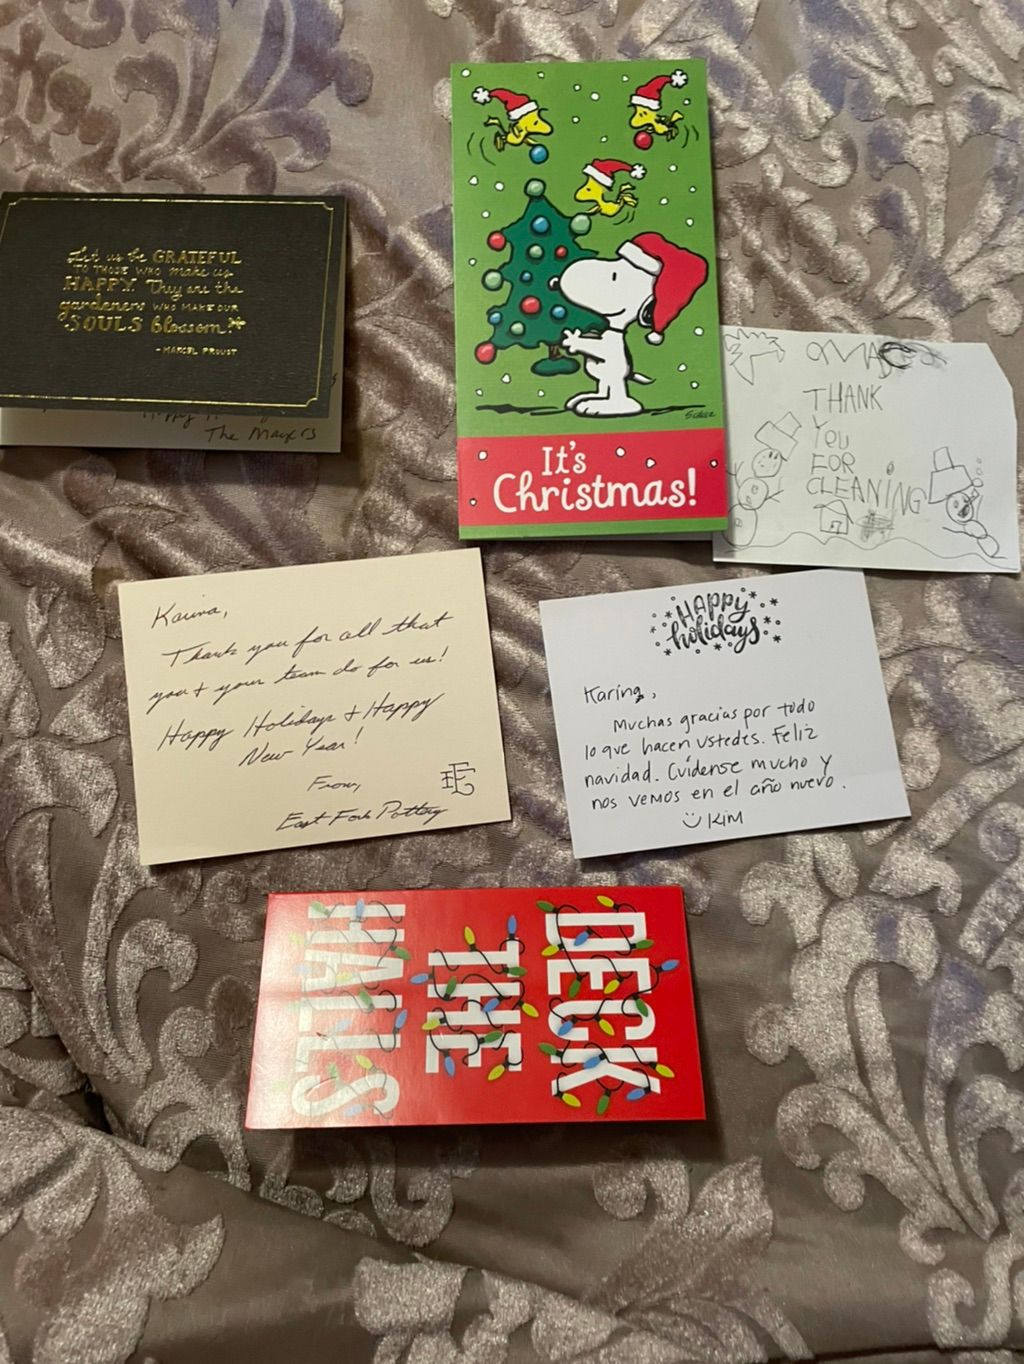 Let us be GRATEFUL
TO THOSE WHO make us
HAPPY. They are the
gardeners WHO MAKE OUR
SOULS blossom.
- MARCEL PROUST
Happy
The Mayers
Schulz
It's
Christmas!
THANK
YOU
FOR
CLEANING
Karina,
Thank you for all that
you + your team do for us!
Happy Holidays + Happy
New Year!
From,
East Fork Pottery
HAPPY
holidays
Karina,
Muchas gracias por todo
lo que hacen ustedes. Feliz
navidad. Cuídense mucho y
nos vemos en el año nuevo.
Kim
DECK
THE
HALLS